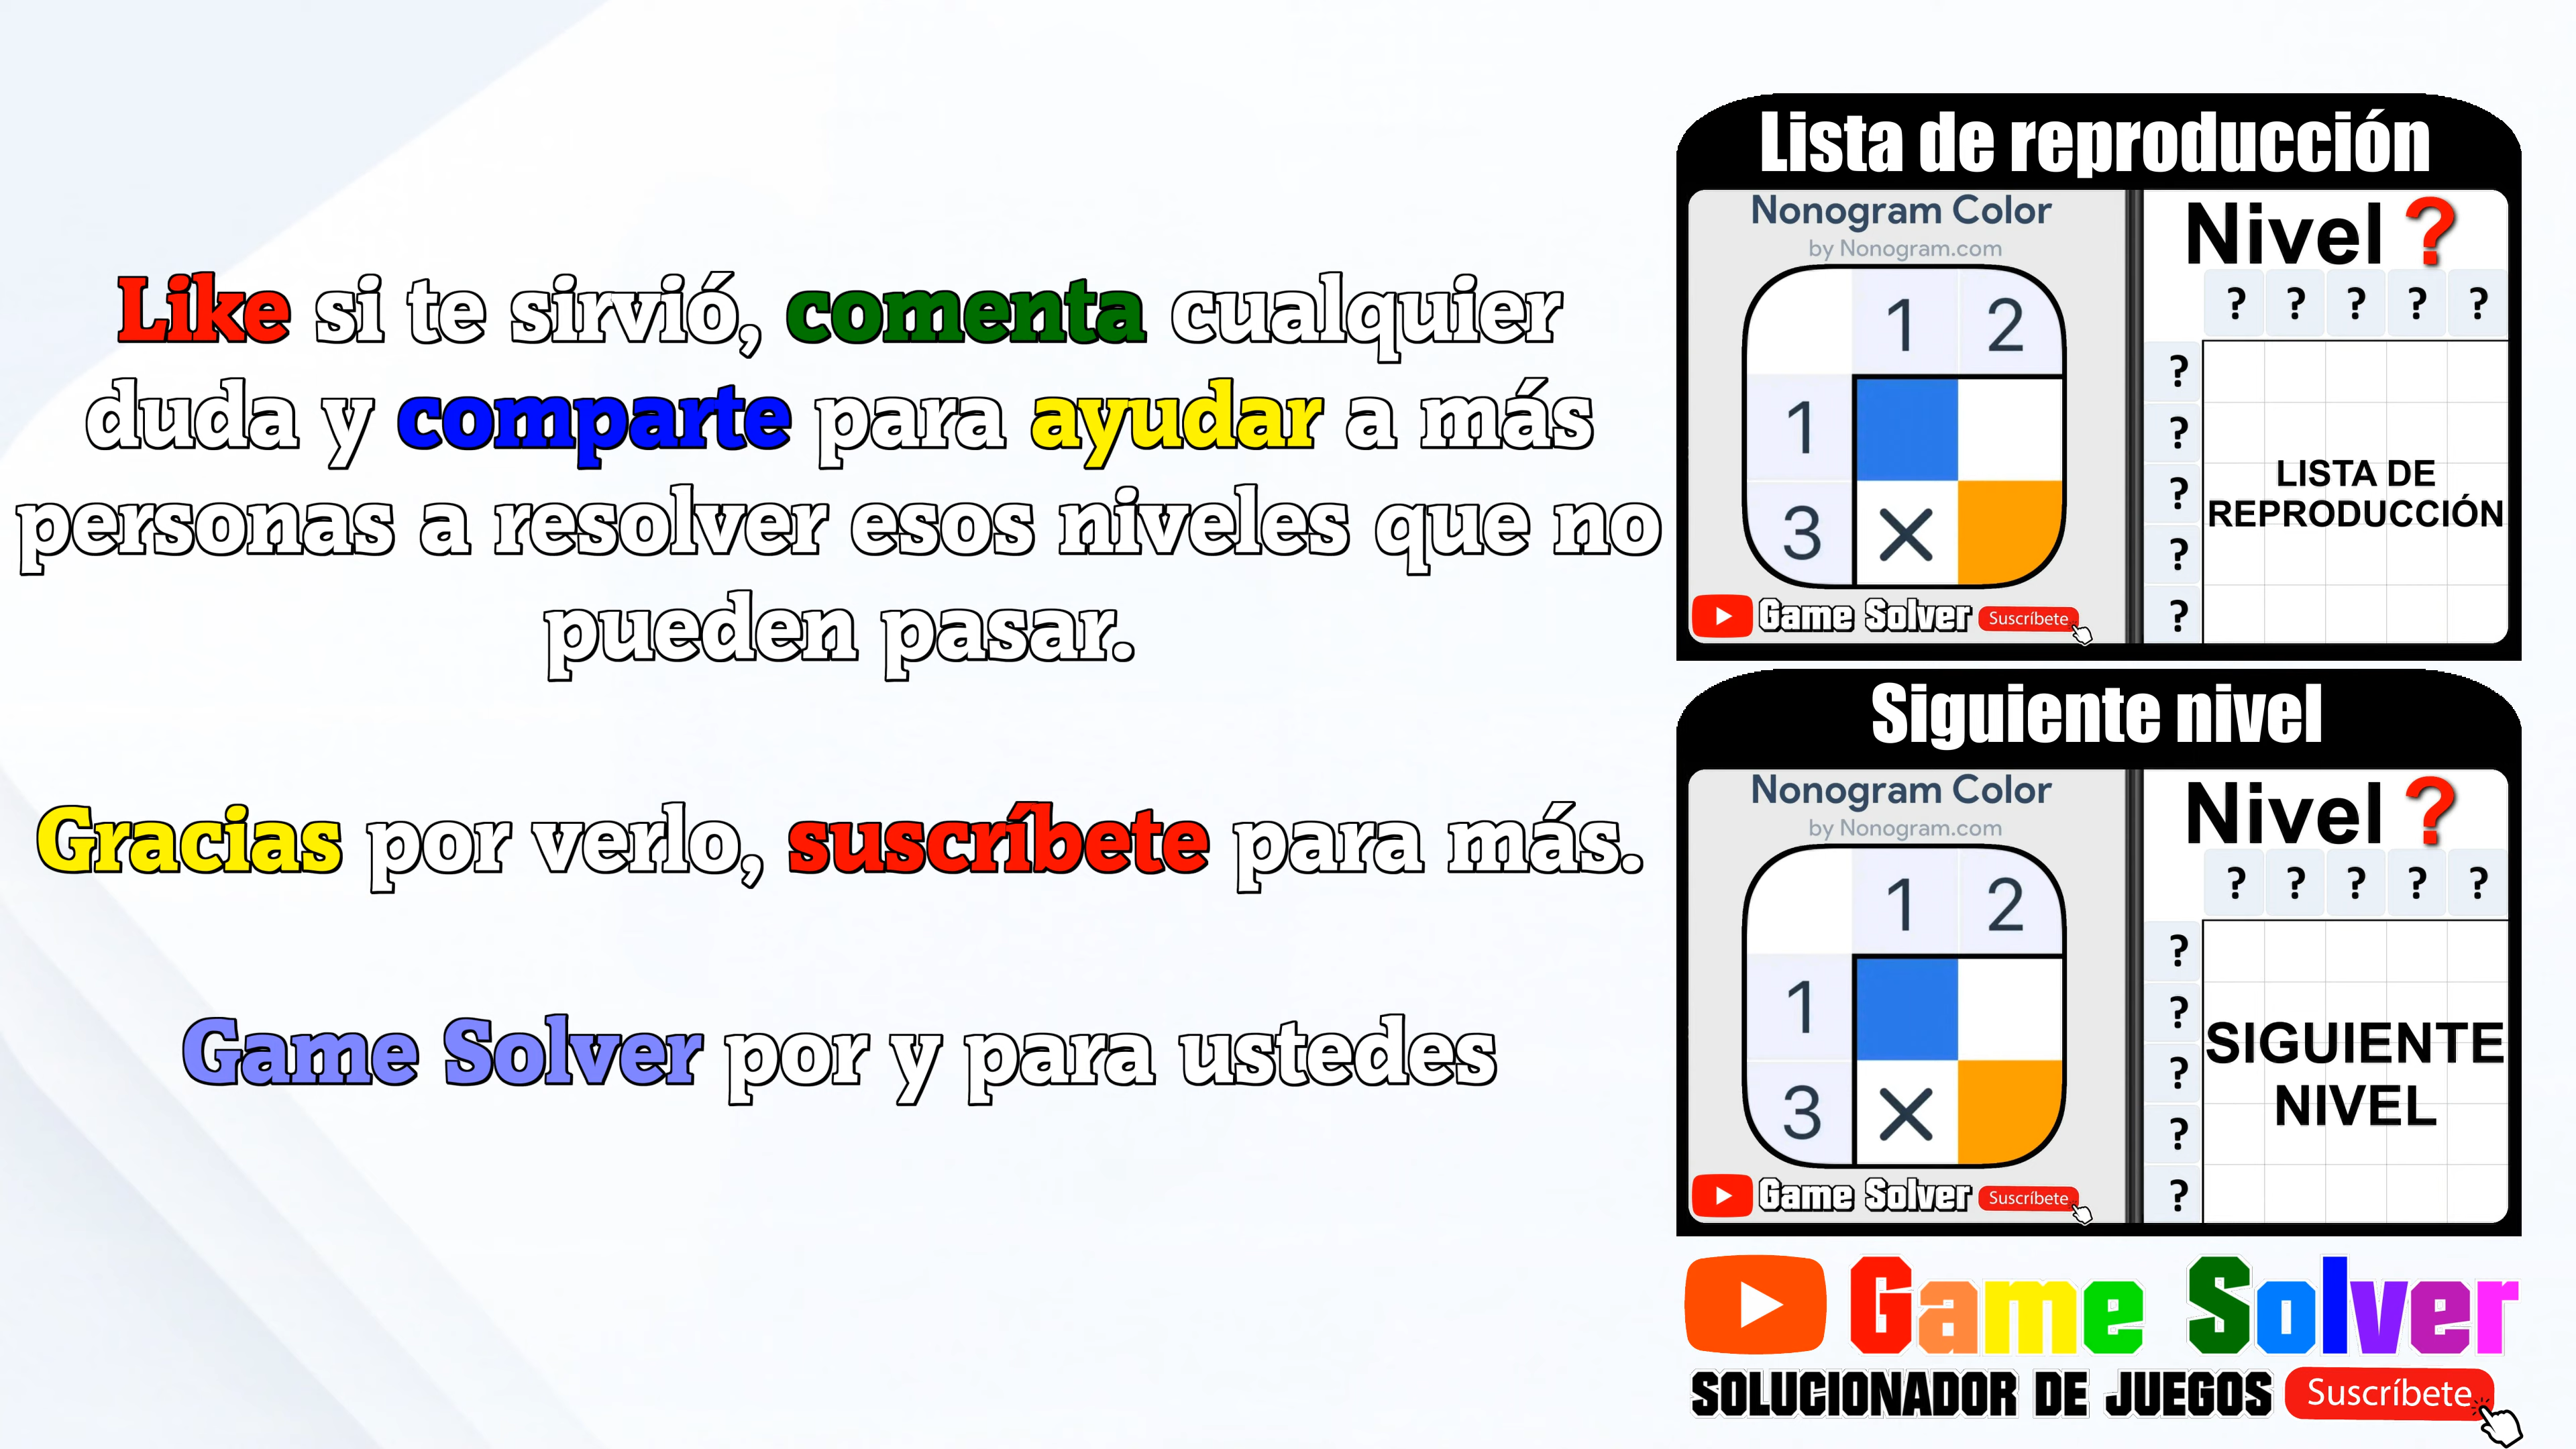 Like si te sirvió, comenta cualquier
duda y comparte para ayudar a más
personas a resolver esos niveles que no
pueden pasar.
Gracias por verlo, suscríbete para más.
Game Solver por y para ustedes
Lista de reproducción
Nonogram Color
by Nonogram.com
1 2
1
3
Game Solver Suscríbete
Nivel ?
? ? ? ? ?
?
?
?
?
?
LISTA DE
REPRODUCCIÓN
Siguiente nivel
Nonogram Color
by Nonogram.com
1 2
1
3
Game Solver Suscríbete
Nivel ?
? ? ? ? ?
?
?
?
?
?
SIGUIENTE
NIVEL
Game Solver
SOLUCIONADOR DE JUEGOS Suscríbete